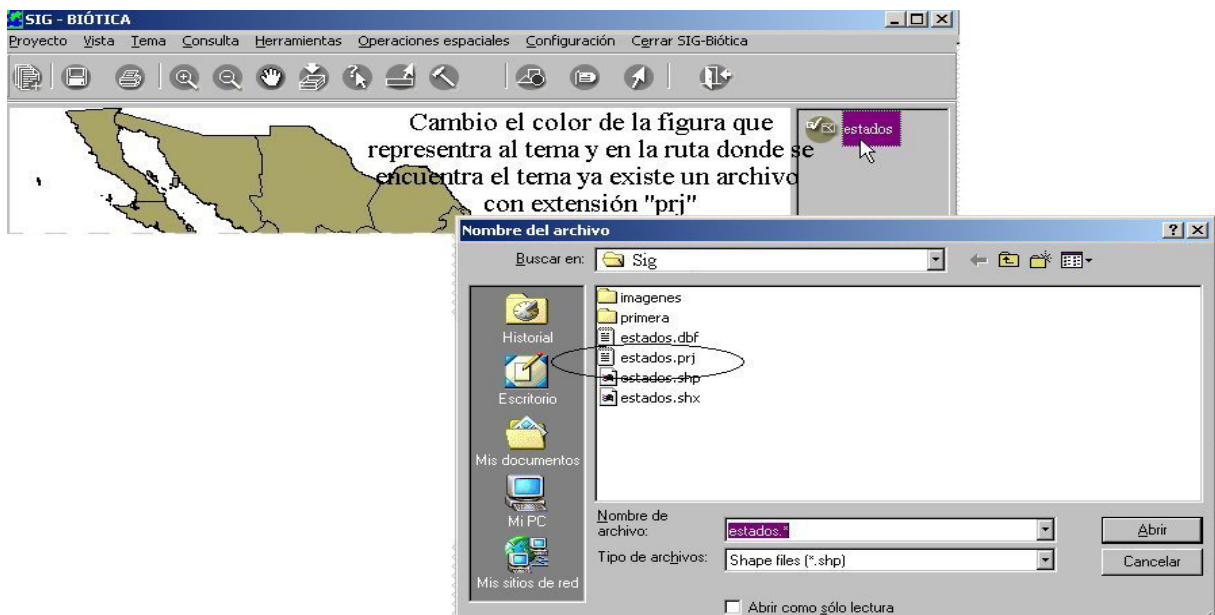 SIG - BIÓTICA
Proyecto Vista Tema Consulta Herramientas Operaciones espaciales Configuración Cerrar SIG-Biótica
Cambio el color de la figura que
representra al tema y en la ruta donde se
encuentra el tema ya existe un archivo
con extensión "prj"
estados
Nombre del archivo
Buscar en: Sig
Historial
Escritorio
Mis documentos
Mi PC
Mis sitios de red
imagenes
primera
estados.dbf
estados.prj
estados.shp
estados.shx
Nombre de
archivo: estados.* Abrir
Tipo de archivos: Shape files (*.shp) Cancelar
Abrir como sólo lectura